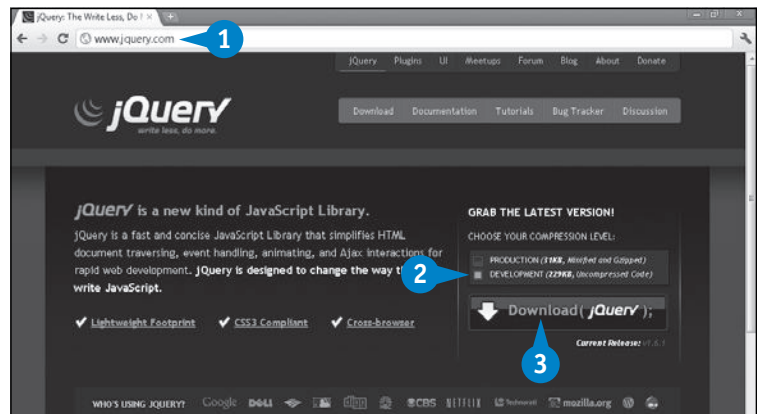 jQuery: The Write Less, Do
www.jquery.com
1
jQuery Plugins UI Meetups Forum Blog About Donate
jQuery
write less, do more.
Download Documentation Tutorials Bug Tracker Discussion
jQuery is a new kind of JavaScript Library.
jQuery is a fast and concise JavaScript Library that simplifies HTML
document traversing, event handling, animating, and Ajax interactions for
rapid web development. jQuery is designed to change the way
write JavaScript.
Lightweight Footprint CSS3 Compliant Cross-browser
GRAB THE LATEST VERSION!
CHOOSE YOUR COMPRESSION LEVEL:
PRODUCTION (31KB, Minified and Gzipped)
2
DEVELOPMENT (229KB, Uncompressed Code)
Download( jQuery );
3
Current Release: v1.6.1
WHO'S USING JQUERY? Google DELL CBS NETFLIX Technorati mozilla.org